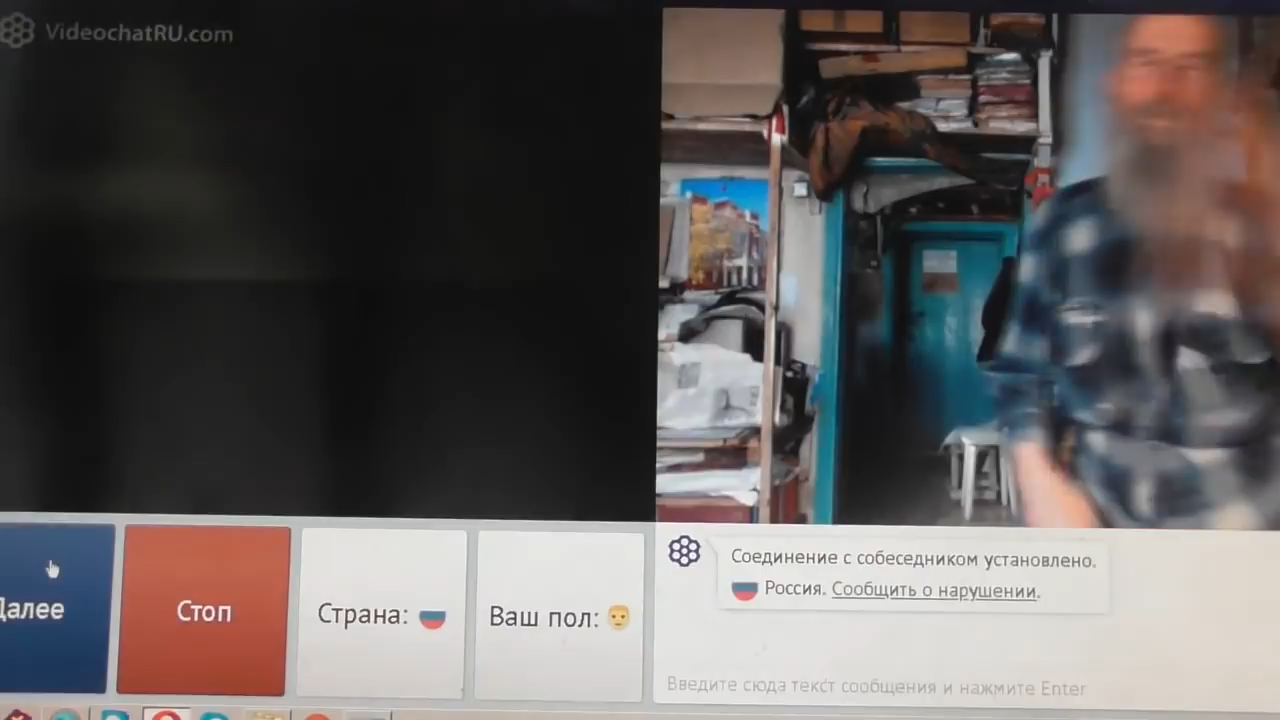 VideochatRU.com
Далее
Стоп
Страна:
Ваш пол:
Соединение с собеседником установлено.
Россия. Сообщить о нарушении.
Введите сюда текст сообщения и нажмите Enter